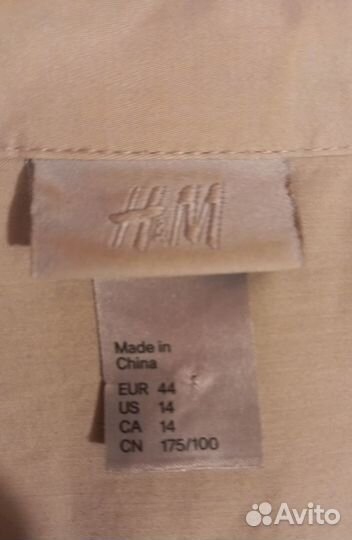 H&M
Made in
China
EUR 44
US 14
CA 14
CN 175/100
Avito